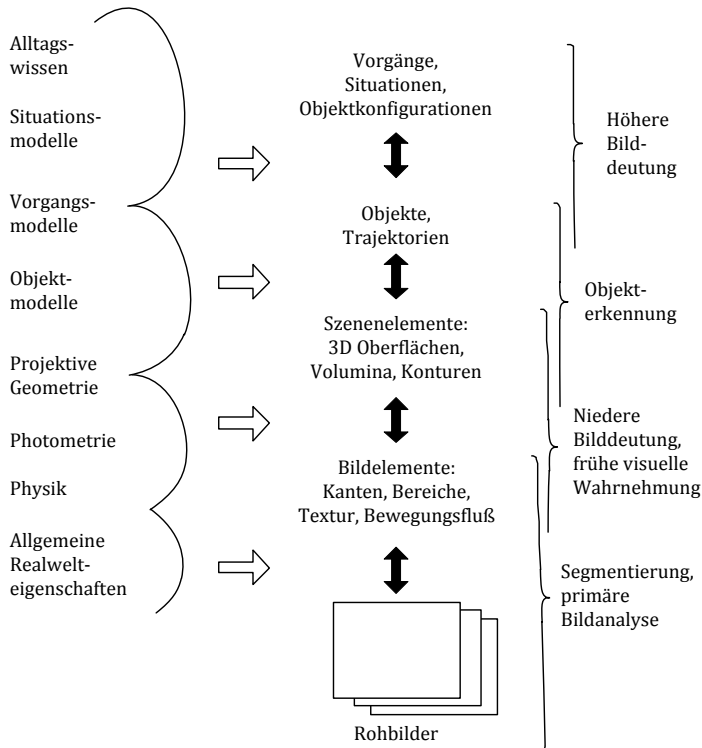 Alltags-
wissen
Situations-
modelle
Vorgangs-
modelle
Objekt-
modelle
Projektive
Geometrie
Photometrie
Physik
Allgemeine
Realwelt-
eigenschaften
Vorgänge,
Situationen,
Objektkonfigurationen
Objekte,
Trajektorien
Szenenelemente:
3D Oberflächen,
Volumina, Konturen
Bildelemente:
Kanten, Bereiche,
Textur, Bewegungsfluß
Rohbilder
Höhere
Bild-
deutung
Objekt-
erkennung
Niedere
Bilddeutung,
frühe visuelle
Wahrnehmung
Segmentierung,
primäre
Bildanalyse